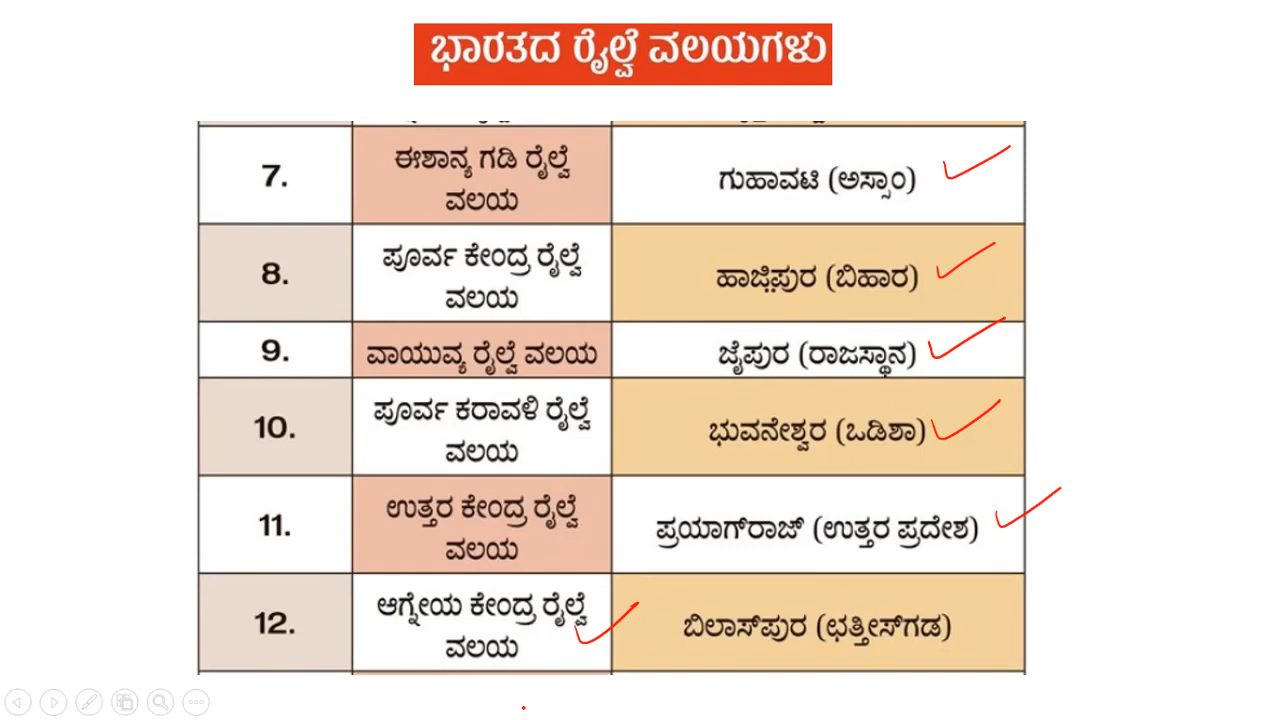 ಭಾರತದ ರೈಲ್ವೆ ವಲಯಗಳು
7.
ಈಶಾನ್ಯ ಗಡಿ ರೈಲ್ವೆ
ವಲಯ
ಗುಹಾವಟಿ (ಅಸ್ಸಾಂ)
8.
ಪೂರ್ವ ಕೇಂದ್ರ ರೈಲ್ವೆ
ವಲಯ
ಹಾಜಿ಼ಪುರ (ಬಿಹಾರ)
9.
ವಾಯುವ್ಯ ರೈಲ್ವೆ ವಲಯ
ಜೈಪುರ (ರಾಜಸ್ಥಾನ)
10.
ಪೂರ್ವ ಕರಾವಳಿ ರೈಲ್ವೆ
ವಲಯ
ಭುವನೇಶ್ವರ (ಒಡಿಶಾ)
11.
ಉತ್ತರ ಕೇಂದ್ರ ರೈಲ್ವೆ
ವಲಯ
ಪ್ರಯಾಗ್‌ರಾಜ್ (ಉತ್ತರ ಪ್ರದೇಶ)
12.
ಆಗ್ನೇಯ ಕೇಂದ್ರ ರೈಲ್ವೆ
ವಲಯ
ಬಿಲಾಸ್‌ಪುರ (ಛತ್ತೀಸ್‌ಗಡ)